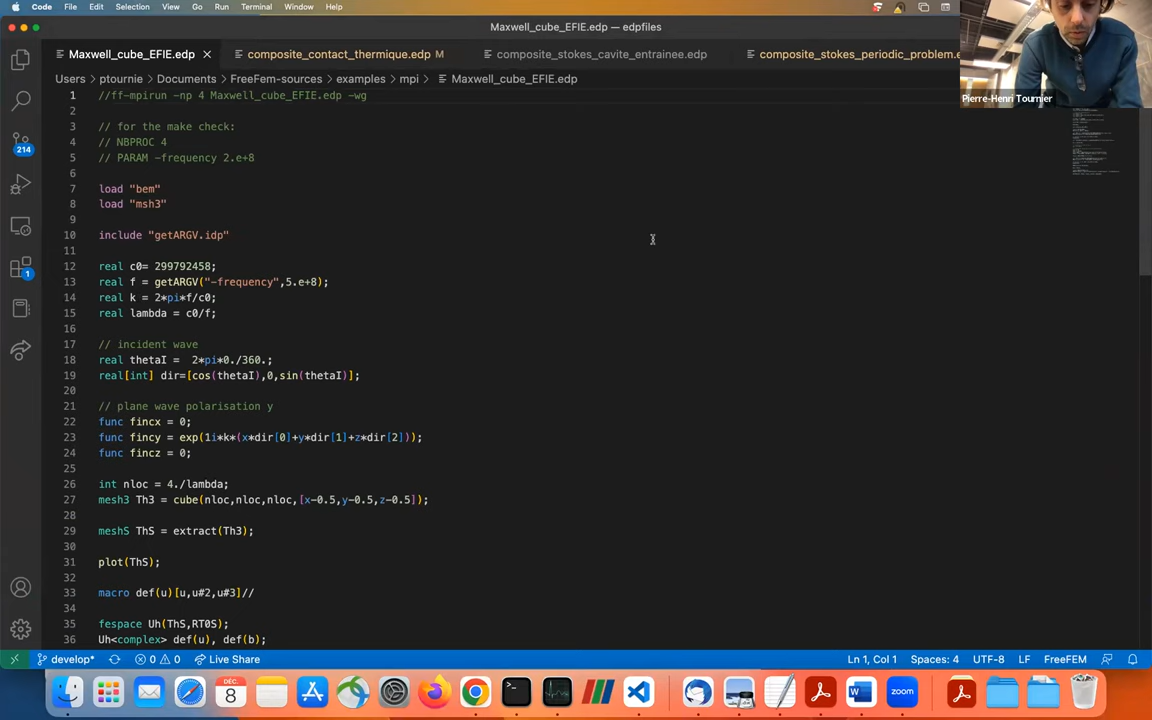 Code File Edit Selection View Go Run Terminal Window Help
Maxwell_cube_EFIE.edp — edpfiles
Maxwell_cube_EFIE.edp composite_contact_thermique.edp M composite_stokes_cavite_entrainee.edp composite_stokes_periodic_problem.e
Users > ptournie > Documents > FreeFem-sources > examples > mpi > Maxwell_cube_EFIE.edp
Pierre-Henri Tournier
1 //ff-mpirun -np 4 Maxwell_cube_EFIE.edp -wg
2
3 // for the make check:
4 // NBPROC 4
5 // PARAM -frequency 2.e+8
6
7 load "bem"
8 load "msh3"
9
10 include "getARGV.idp"
11
12 real c0= 299792458;
13 real f = getARGV("-frequency",5.e+8);
14 real k = 2*pi*f/c0;
15 real lambda = c0/f;
16
17 // incident wave
18 real thetaI =  2*pi*0./360.;
19 real[int] dir=[cos(thetaI),0,sin(thetaI)];
20
21 // plane wave polarisation y
22 func fincx = 0;
23 func fincy = exp(1i*k*(x*dir[0]+y*dir[1]+z*dir[2]));
24 func fincz = 0;
25
26 int nloc = 4./lambda;
27 mesh3 Th3 = cube(nloc,nloc,nloc,[x-0.5,y-0.5,z-0.5]);
28
29 meshS ThS = extract(Th3);
30
31 plot(ThS);
32
33 macro def(u)[u,u#2,u#3]//
34
35 fespace Uh(ThS,RT0S);
36 Uh<complex> def(u), def(b);
214
1
develop* 0 0 Live Share Ln 1, Col 1 Spaces: 4 UTF-8 LF FreeFEM
DEC. 8
zoom